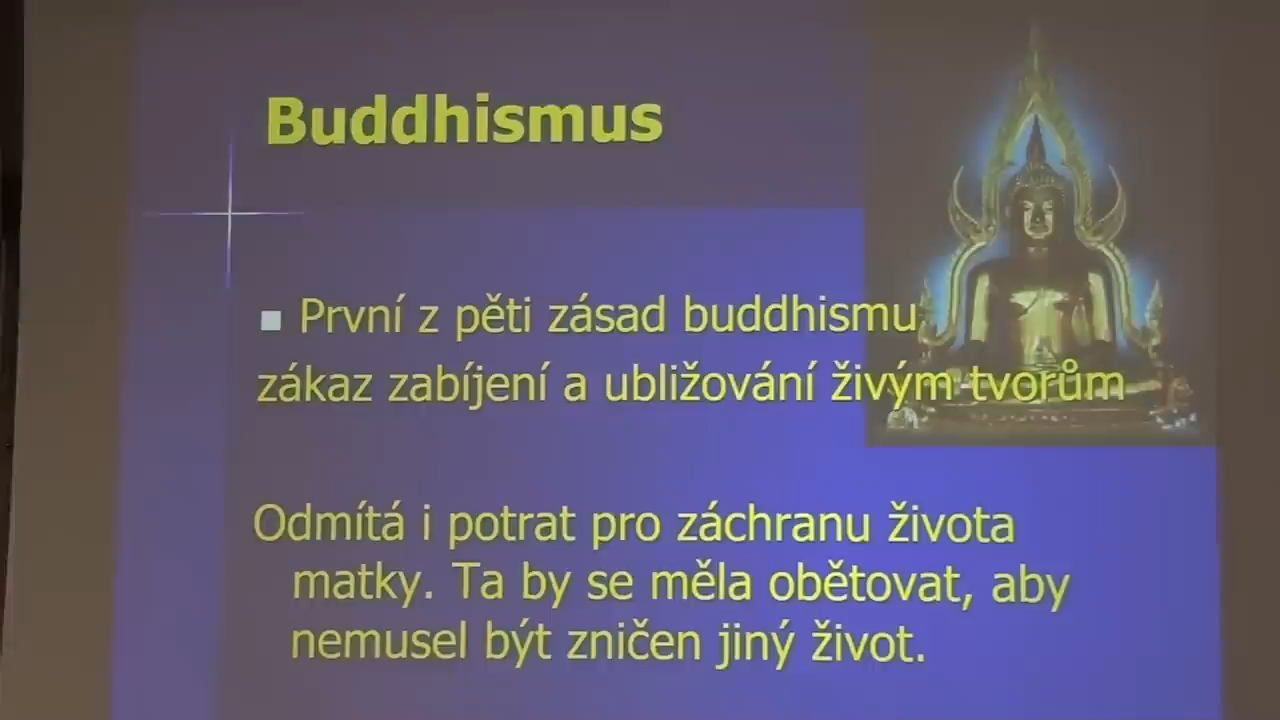 Buddhismus
První z pěti zásad buddhismu
zákaz zabíjení a ubližování živým tvorům
Odmítá i potrat pro záchranu života
matky. Ta by se měla obětovat, aby
nemusel být zničen jiný život.